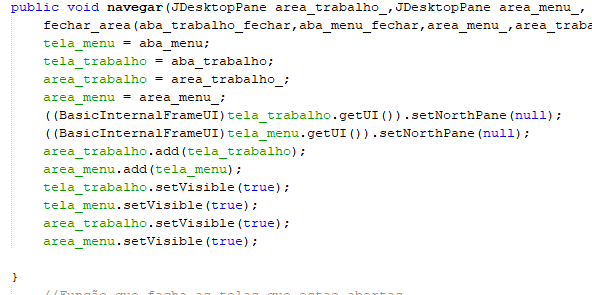 public void navegar(JDesktopPane area_trabalho_,JDesktopPane area_menu_,
fechar_area(aba_trabalho_fechar,aba_menu_fechar,area_menu_,area_traba
tela_menu = aba_menu;
tela_trabalho = aba_trabalho;
area_trabalho = area_trabalho_;
area_menu = area_menu_;
((BasicInternalFrameUI)tela_trabalho.getUI()).setNorthPane(null);
((BasicInternalFrameUI)tela_menu.getUI()).setNorthPane(null);
area_trabalho.add(tela_trabalho);
area_menu.add(tela_menu);
tela_trabalho.setVisible(true);
tela_menu.setVisible(true);
area_trabalho.setVisible(true);
area_menu.setVisible(true);
}
//Função que fecha as telas que estao abertas